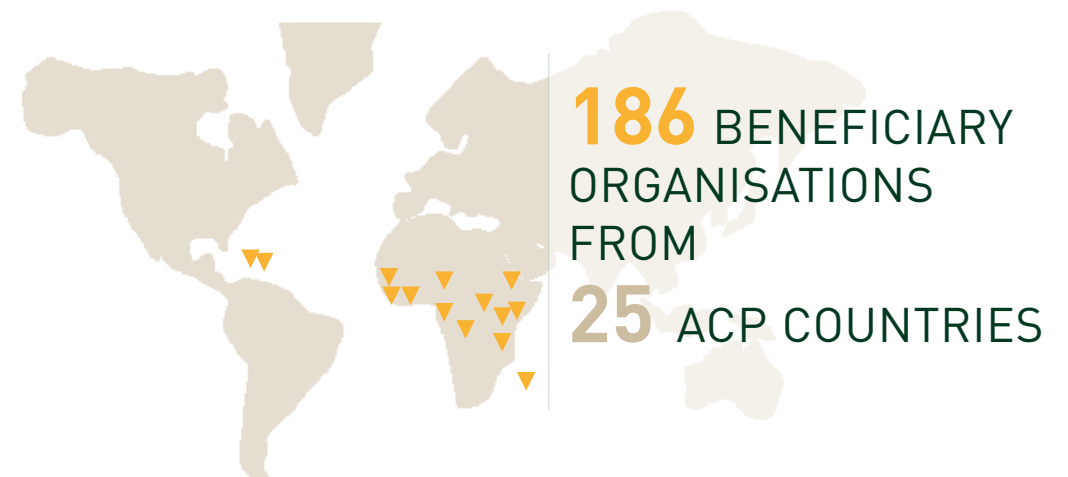 186 BENEFICIARY
ORGANISATIONS
FROM
25 ACP COUNTRIES